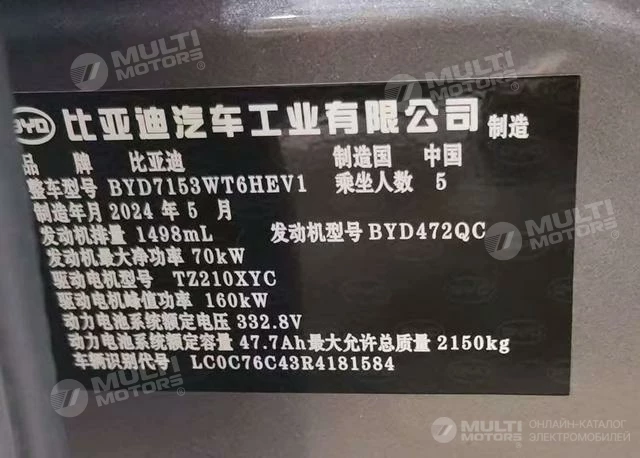 MULTI
MOTORS®
MULTI
MOTORS®
BYD 比亚迪汽车工业有限公司 制造
品牌 比亚迪 制造国 中国
整车型号 BYD7153WT6HEV1 乘坐人数 5
制造年月 2024 年 5 月
发动机排量 1498mL 发动机型号 BYD472QC
发动机最大净功率 70kW
驱动电机型号 TZ210XYC
驱动电机峰值功率 160kW
动力电池系统额定电压 332.8V
动力电池系统额定容量 47.7Ah 最大允许总质量 2150kg
车辆识别代号 LC0C76C43R4181584
MULTI
MOTORS®
MULTI
MOTORS®
MULTI
MOTORS®
ОНЛАЙН-КАТАЛОГ
ЭЛЕКТРОМОБИЛЕЙ